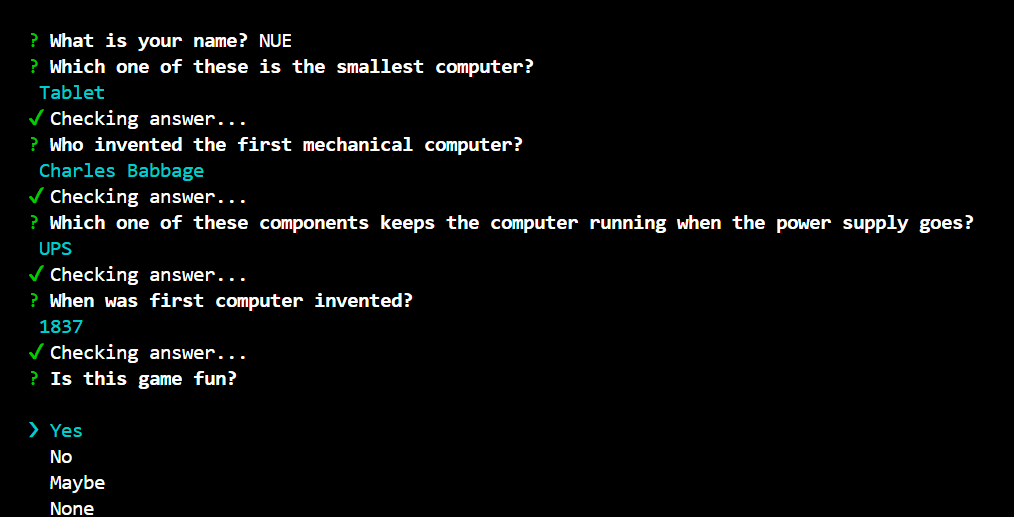 ? What is your name? NUE
? Which one of these is the smallest computer?
Tablet
✓ Checking answer...
? Who invented the first mechanical computer?
Charles Babbage
✓ Checking answer...
? Which one of these components keeps the computer running when the power supply goes?
UPS
✓ Checking answer...
? When was first computer invented?
1837
✓ Checking answer...
? Is this game fun?
❯ Yes
No
Maybe
None